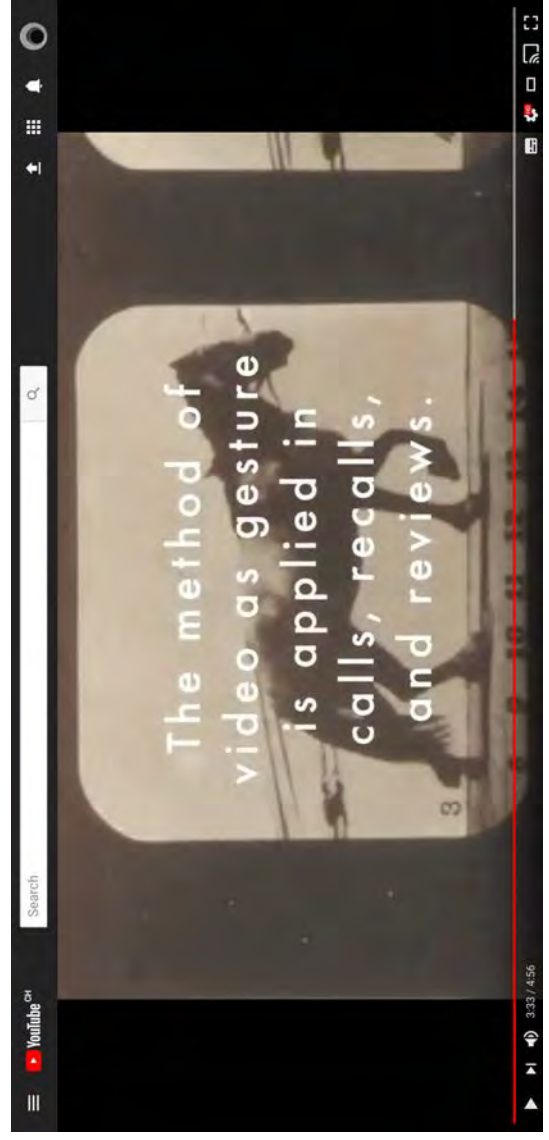 YouTube CH
Search
The method of
video as gesture
is applied in
calls, recalls,
and reviews.
3
3:33 / 4:56